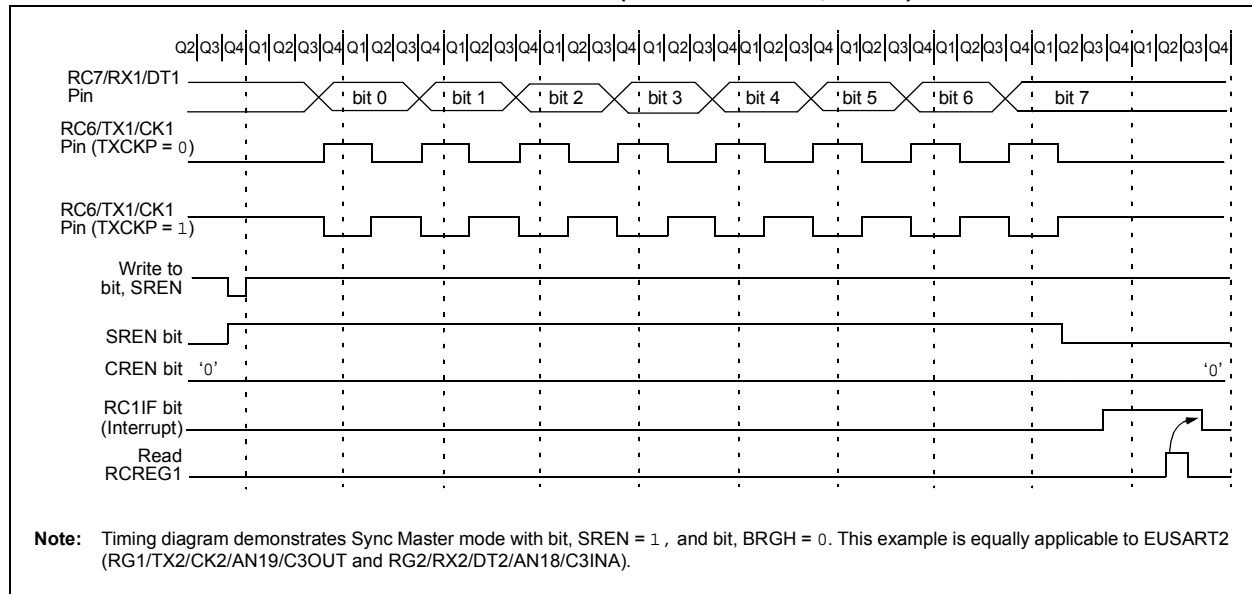 Q2 Q3 Q4 Q1 Q2 Q3 Q4 Q1 Q2 Q3 Q4 Q1 Q2 Q3 Q4 Q1 Q2 Q3 Q4 Q1 Q2 Q3 Q4 Q1 Q2 Q3 Q4 Q1 Q2 Q3 Q4 Q1 Q2 Q3 Q4 Q1 Q2 Q3 Q4 Q1 Q2 Q3 Q4
RC7/RX1/DT1
Pin
bit 0 bit 1 bit 2 bit 3 bit 4 bit 5 bit 6 bit 7
RC6/TX1/CK1
Pin (TXCKP = 0)
RC6/TX1/CK1
Pin (TXCKP = 1)
Write to
bit, SREN
SREN bit
CREN bit ‘0’ ‘0’
RC1IF bit
(Interrupt)
Read
RCREG1
Note: Timing diagram demonstrates Sync Master mode with bit, SREN = 1, and bit, BRGH = 0. This example is equally applicable to EUSART2
(RG1/TX2/CK2/AN19/C3OUT and RG2/RX2/DT2/AN18/C3INA).